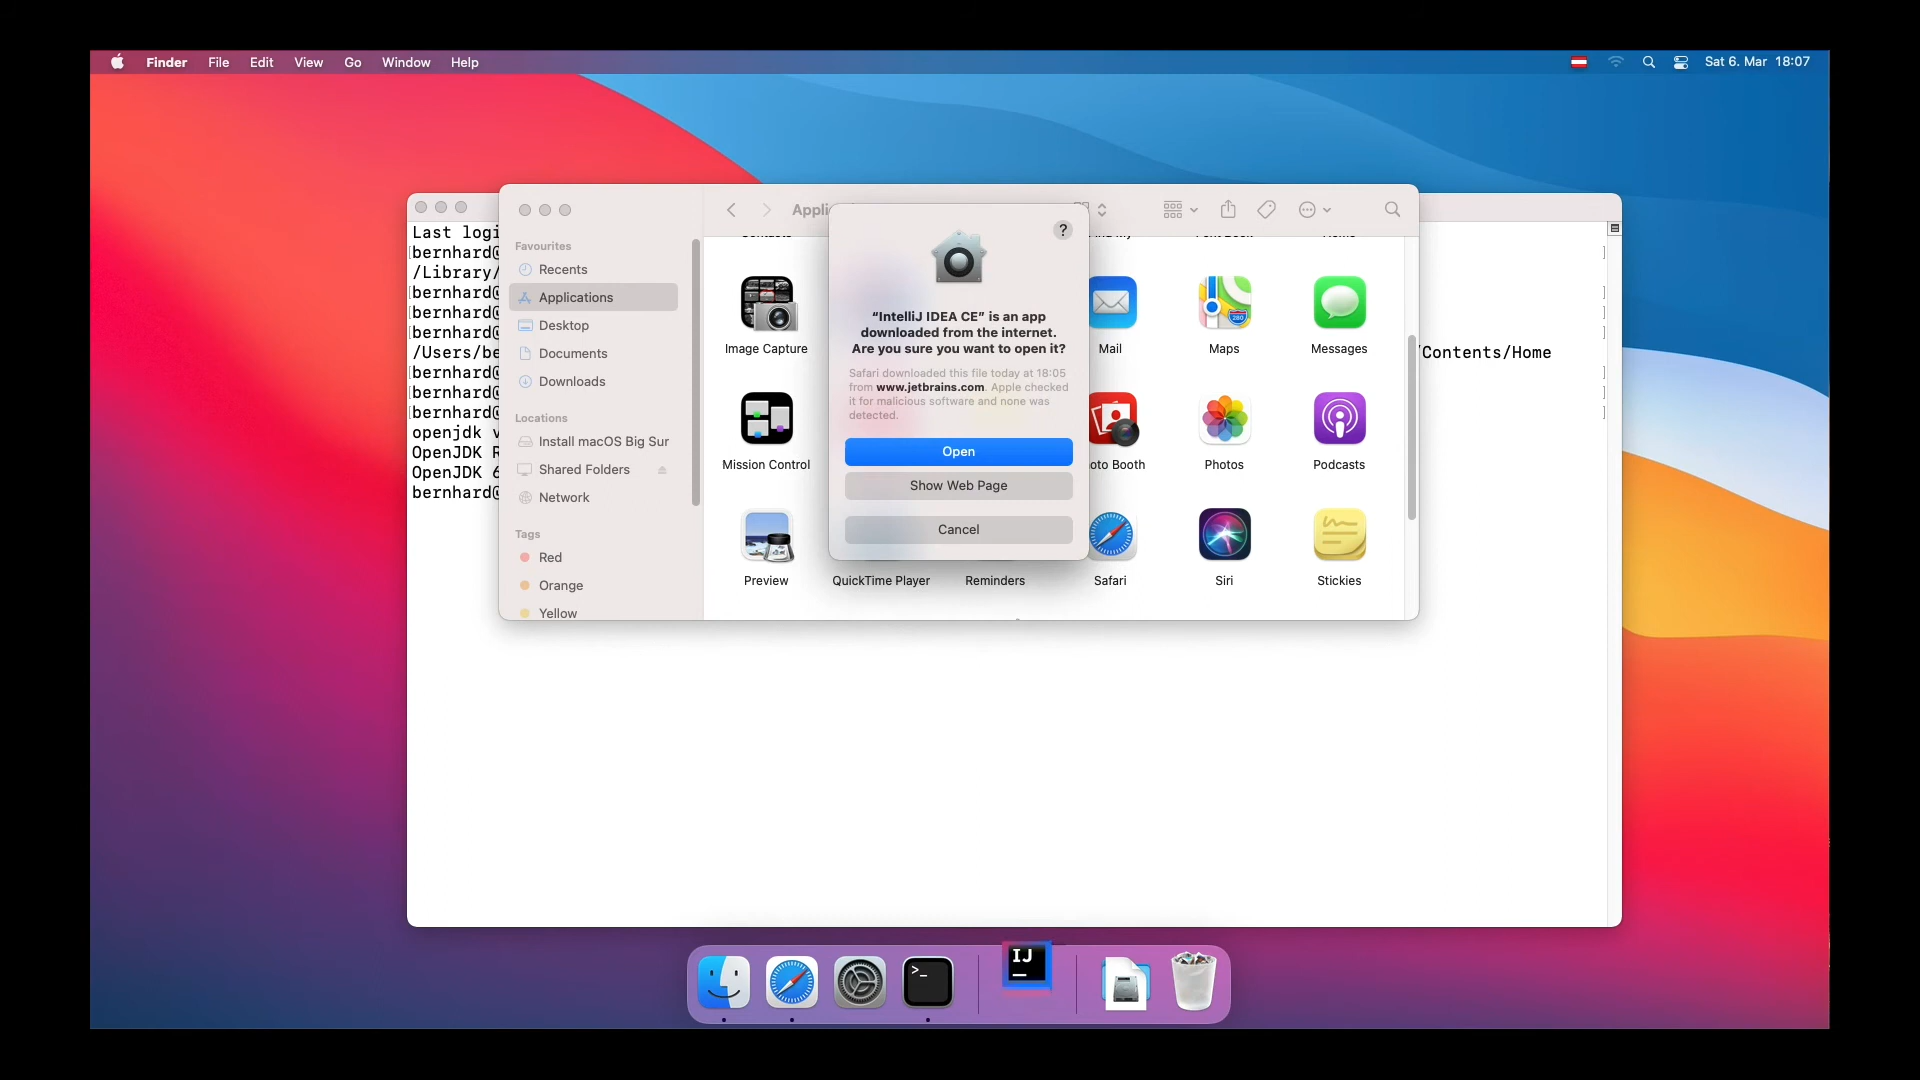 Finder File Edit View Go Window Help
Sat 6. Mar 18:07
Last logi
bernhard@
/Library/
bernhard@
bernhard@
bernhard@
/Users/be
/Contents/Home
bernhard@
bernhard@
bernhard@
openjdk v
OpenJDK R
OpenJDK 6
bernhard@
Favourites
Recents
Applications
Desktop
Documents
Downloads
Locations
Install macOS Big Sur
Shared Folders
Network
Tags
Red
Orange
Yellow
Appli
?
“IntelliJ IDEA CE” is an app
downloaded from the internet.
Are you sure you want to open it?
Safari downloaded this file today at 18:05
from www.jetbrains.com. Apple checked
it for malicious software and none was
detected.
Open
Show Web Page
Cancel
Image Capture
Mail
Maps
Messages
280
Mission Control
oto Booth
Photos
Podcasts
Preview
QuickTime Player
Reminders
Safari
Siri
Stickies
>_
IJ